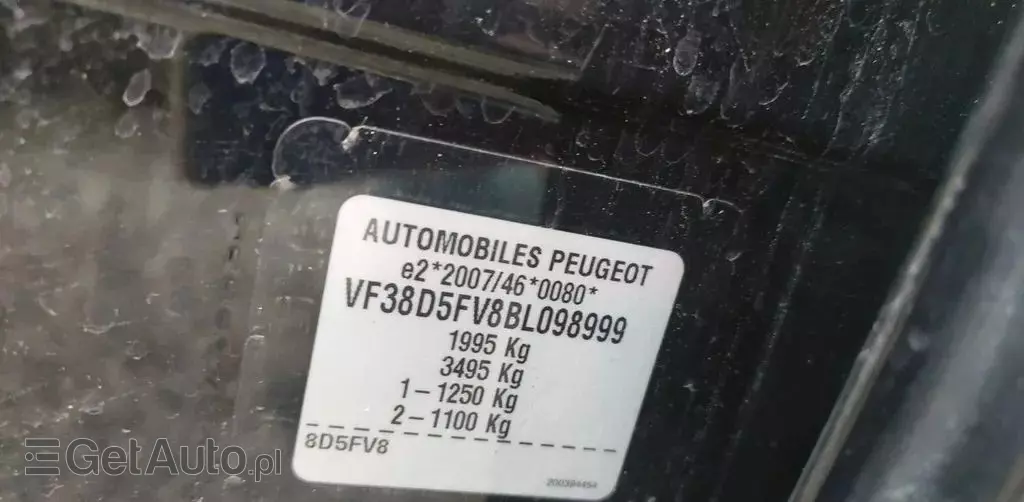 AUTOMOBILES PEUGEOT
e2*2007/46*0080*
VF38D5FV8BL098999
1995 Kg
3495 Kg
1-1250 Kg
2-1100 Kg
8D5FV8
200394454
GetAuto.pl